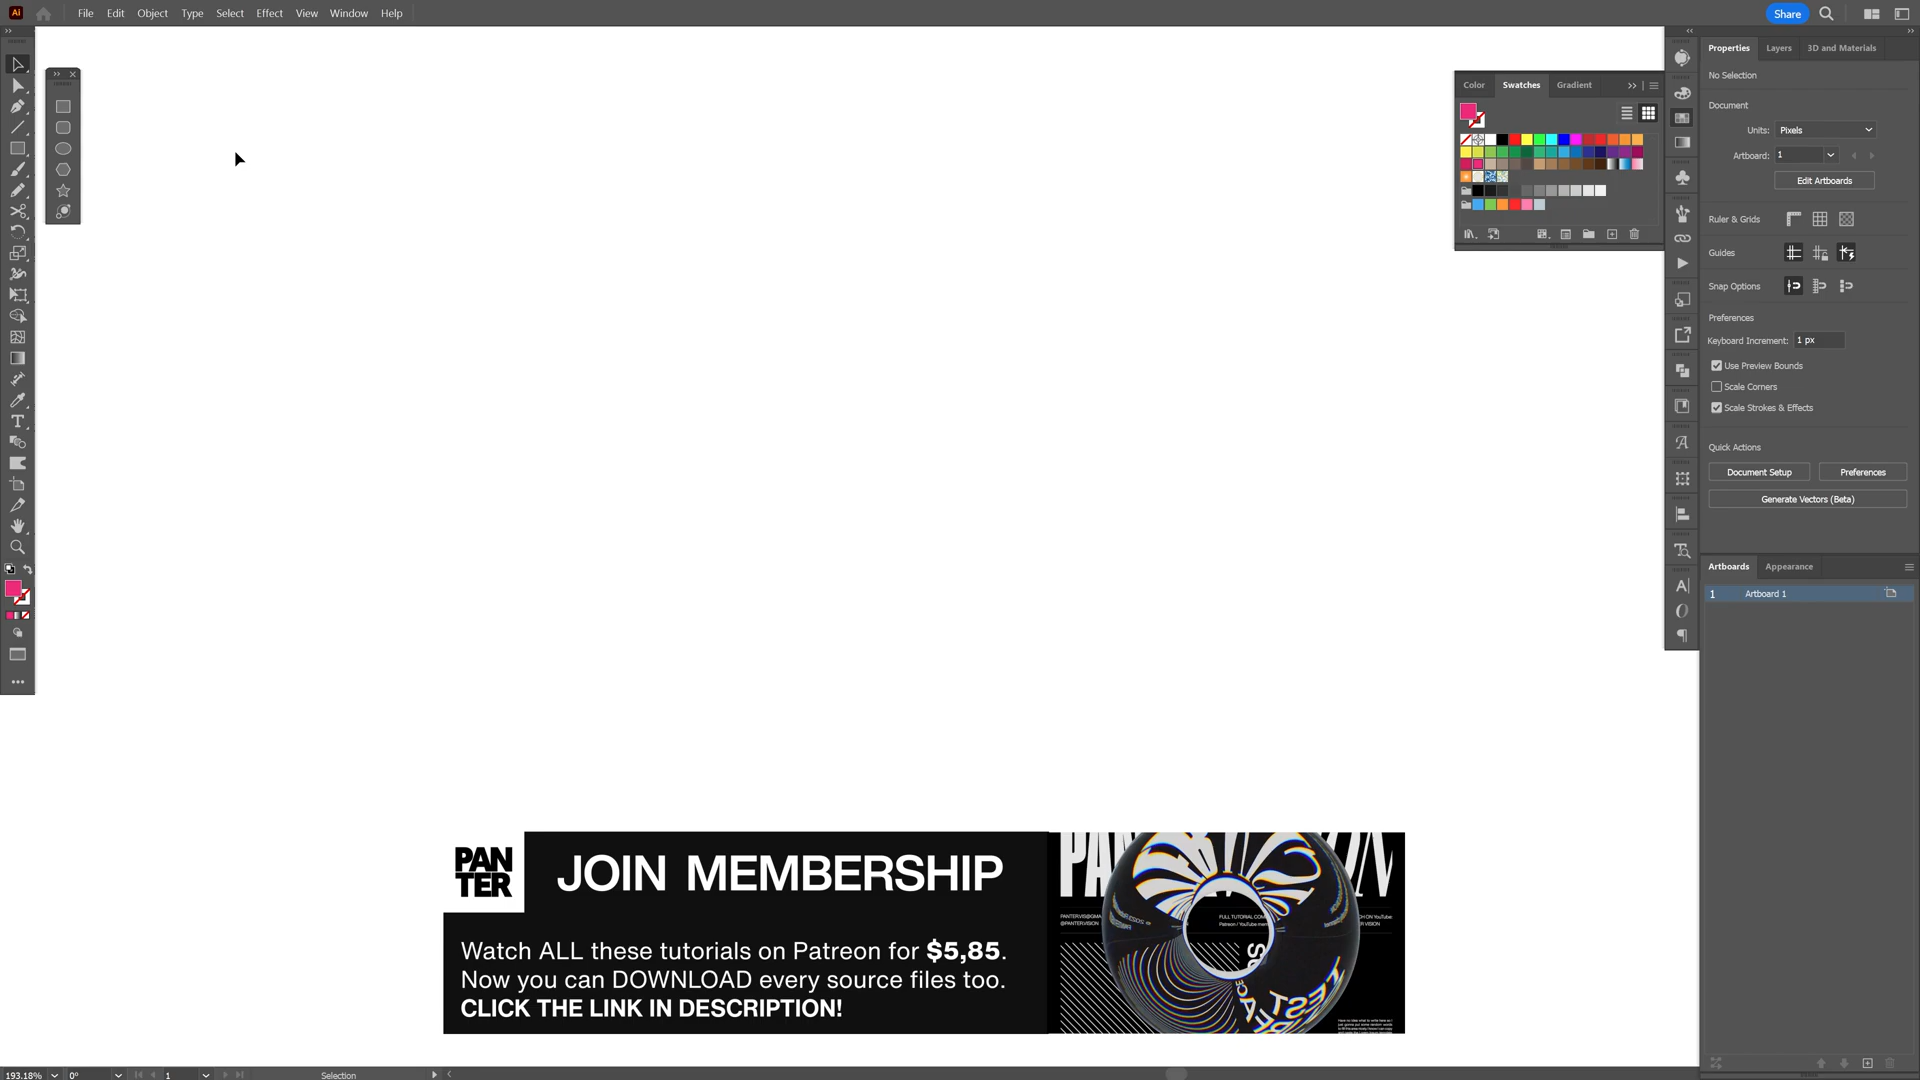 Ai File Edit Object Type Select Effect View Window Help Share
Color Swatches Gradient
Properties Layers 3D and Materials
No Selection
Document
Units: Pixels
Artboard: 1
Edit Artboards
Ruler & Grids
Guides
Snap Options
Preferences
Keyboard Increment: 1 px
Use Preview Bounds
Scale Corners
Scale Strokes & Effects
Quick Actions
Document Setup Preferences
Generate Vectors (Beta)
Artboards Appearance
1 Artboard 1
PAN
TER
JOIN MEMBERSHIP
Watch ALL these tutorials on Patreon for $5,85.
Now you can DOWNLOAD every source files too.
CLICK THE LINK IN DESCRIPTION!
193.18% 0° 1 Selection